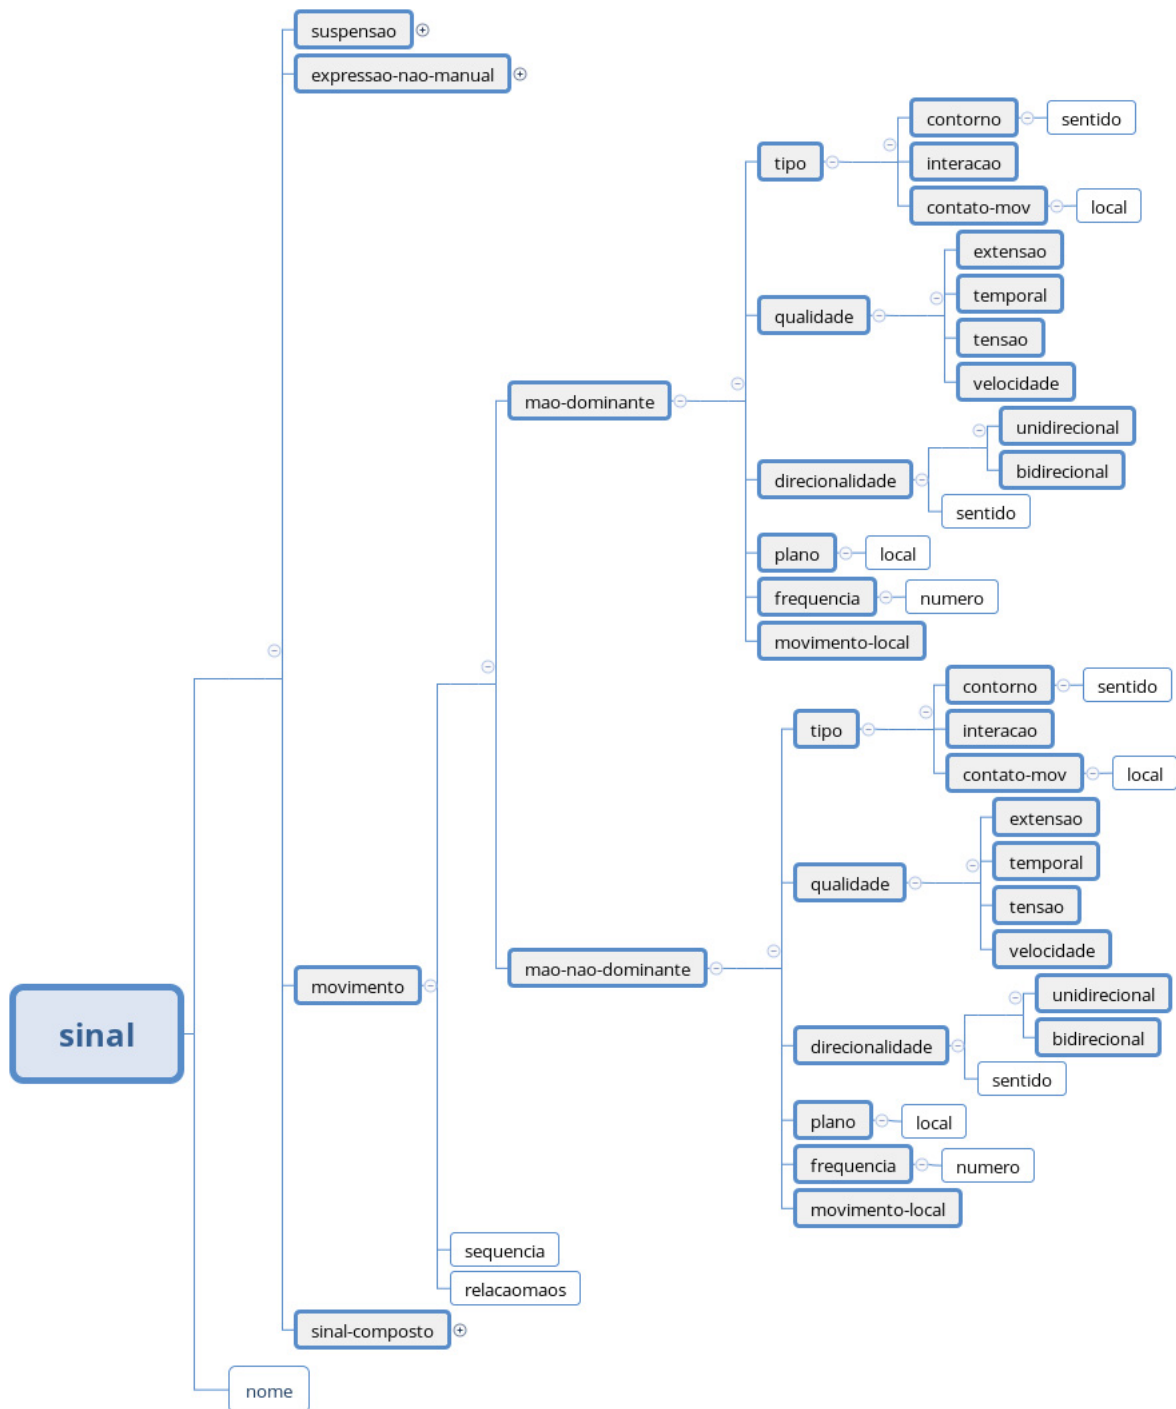 suspensao
expressao-nao-manual
contorno
sentido
tipo
interacao
contato-mov
local
extensao
temporal
qualidade
tensao
velocidade
mao-dominante
unidirecional
bidirecional
direcionalidade
sentido
plano
local
frequencia
numero
movimento-local
contorno
sentido
tipo
interacao
contato-mov
local
extensao
temporal
qualidade
tensao
velocidade
mao-nao-dominante
movimento
unidirecional
sinal
bidirecional
direcionalidade
sentido
plano
local
frequencia
numero
movimento-local
sequencia
relacaomaos
sinal-composto
nome